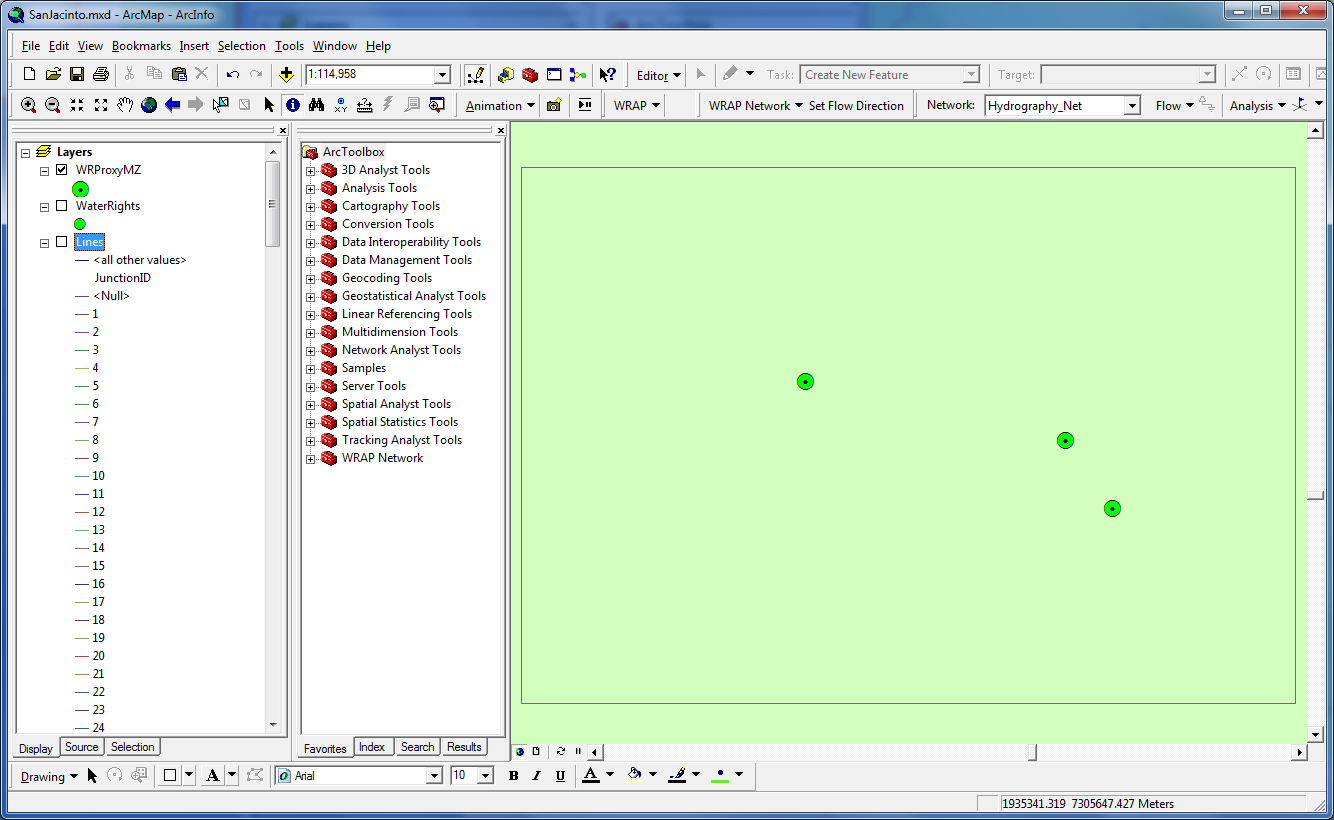 SanJacinto.mxd - ArcMap - ArcInfo
File Edit View Bookmarks Insert Selection Tools Window Help
1:114,958
Editor
Task: Create New Feature
Target:
Animation
WRAP
WRAP Network
Set Flow Direction
Network: Hydrography_Net
Flow
Analysis
Layers
WRProxyMZ
WaterRights
Lines
<all other values>
JunctionID
<Null>
1
2
3
4
5
6
7
8
9
10
11
12
13
14
15
16
17
18
19
20
21
22
23
24
Display Source Selection
ArcToolbox
3D Analyst Tools
Analysis Tools
Cartography Tools
Conversion Tools
Data Interoperability Tools
Data Management Tools
Geocoding Tools
Geostatistical Analyst Tools
Linear Referencing Tools
Multidimension Tools
Network Analyst Tools
Samples
Server Tools
Spatial Analyst Tools
Spatial Statistics Tools
Tracking Analyst Tools
WRAP Network
Favorites Index Search Results
Drawing
A
Arial
10
B I U A
1935341.319 7305647.427 Meters